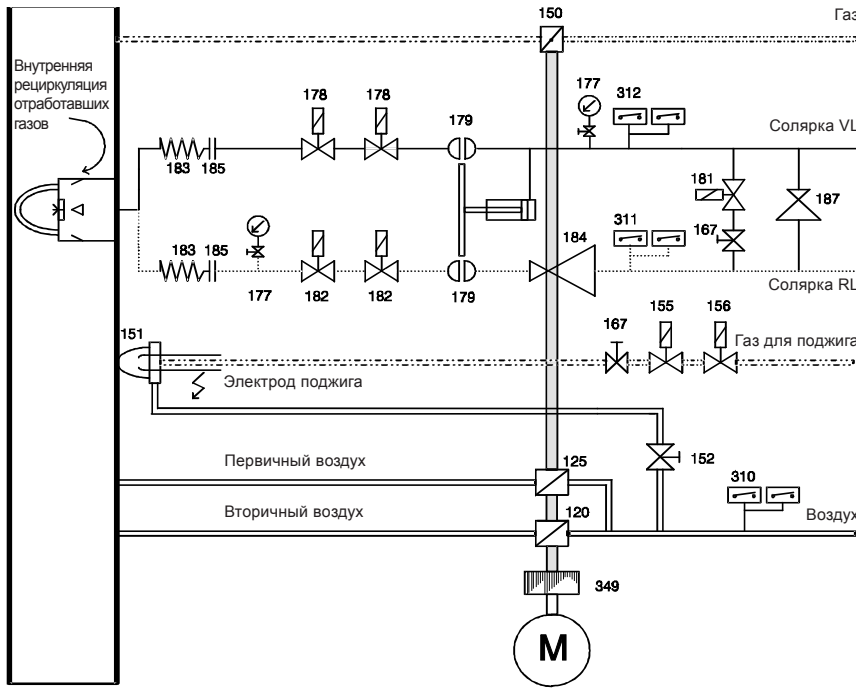 150
Газ
Внутренняя
рециркуляция
отработавших
газов
178
178
179
177
312
Солярка VL
183
185
181
187
167
311
184
183
185
177
182
182
179
Солярка RL
151
167
155
156
Газ для поджига
Электрод поджига
152
Первичный воздух
125
310
Вторичный воздух
120
Воздух
349
M